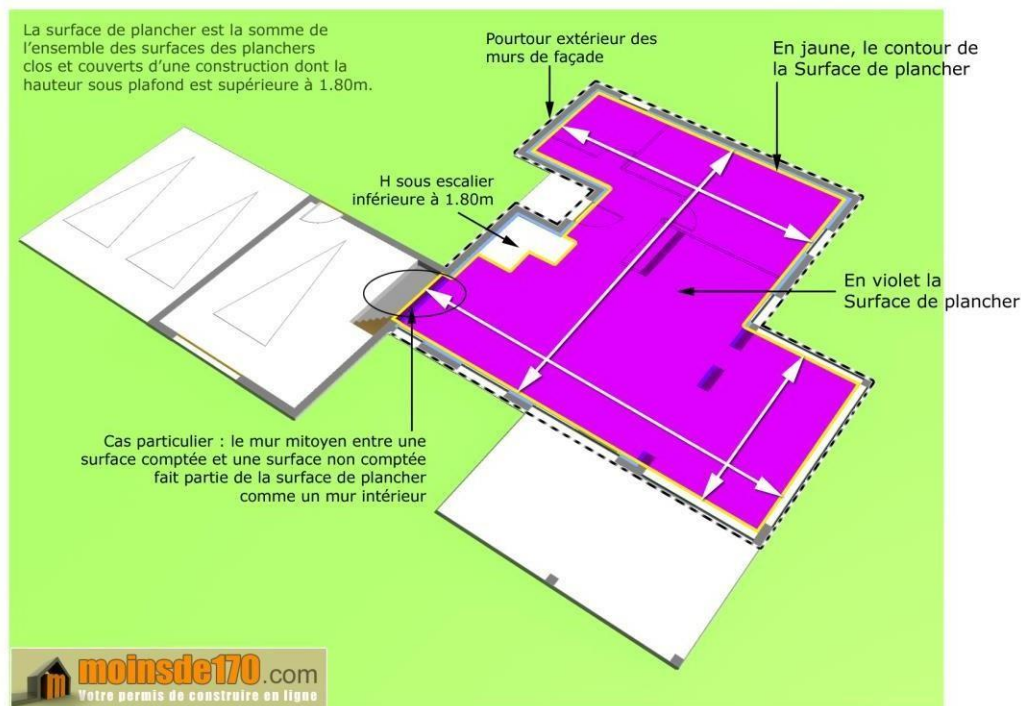 La surface de plancher est la somme de
l'ensemble des surfaces des planchers
clos et couverts d'une construction dont la
hauteur sous plafond est supérieure à 1.80m.
Pourtour extérieur des
murs de façade
En jaune, le contour de
la Surface de plancher
H sous escalier
inférieure à 1.80m
En violet la
Surface de plancher
Cas particulier : le mur mitoyen entre une
surface comptée et une surface non comptée
fait partie de la surface de plancher
comme un mur intérieur
m moinsde170.com
Votre permis de construire en ligne